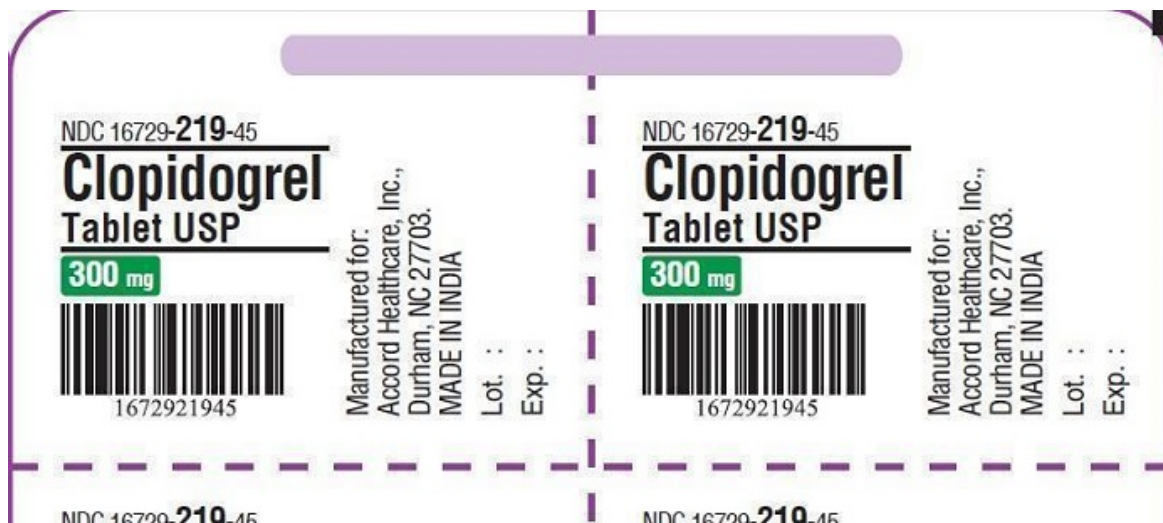 NDC 16729-219-45
Clopidogrel
Tablet USP
300 mg
1672921945
Manufactured for:
Accord Healthcare, Inc.,
Durham, NC 27703.
MADE IN INDIA
Lot. :
Exp. :
NDC 16729-219-45
Clopidogrel
Tablet USP
300 mg
1672921945
Manufactured for:
Accord Healthcare, Inc.,
Durham, NC 27703.
MADE IN INDIA
Lot. :
Exp. :
NDC 16729-219-45
NDC 16729-219-45